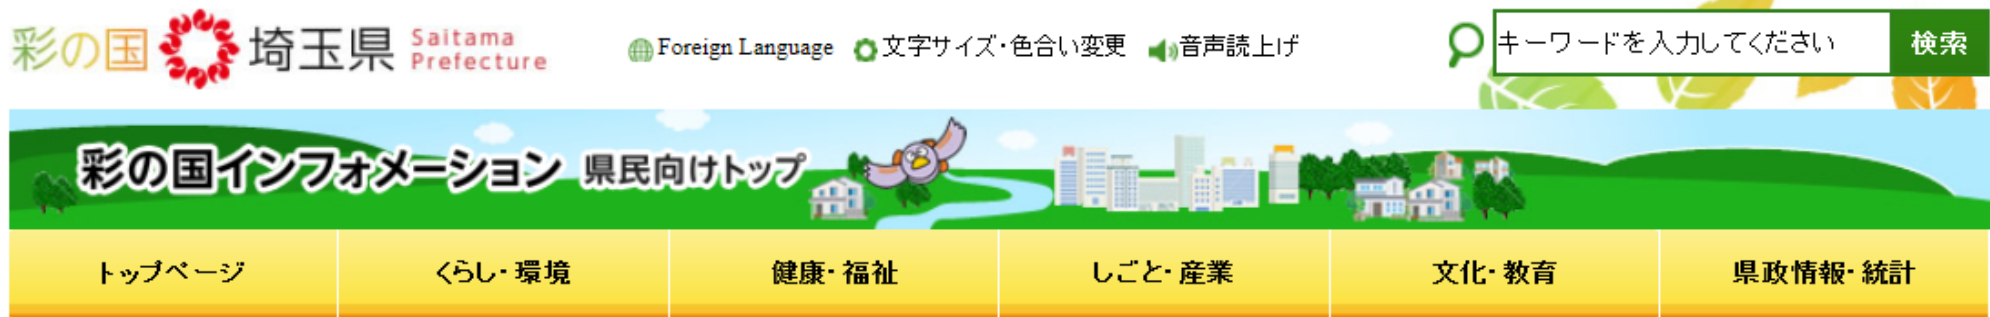 彩の国 埼玉県 Saitama Prefecture
Foreign Language 文字サイズ・色合い変更 音声読上げ
キーワードを入力してください 検索
彩の国インフォメーション 県民向けトップ
トップページ くらし・環境 健康・福祉 しごと・産業 文化・教育 県政情報・統計